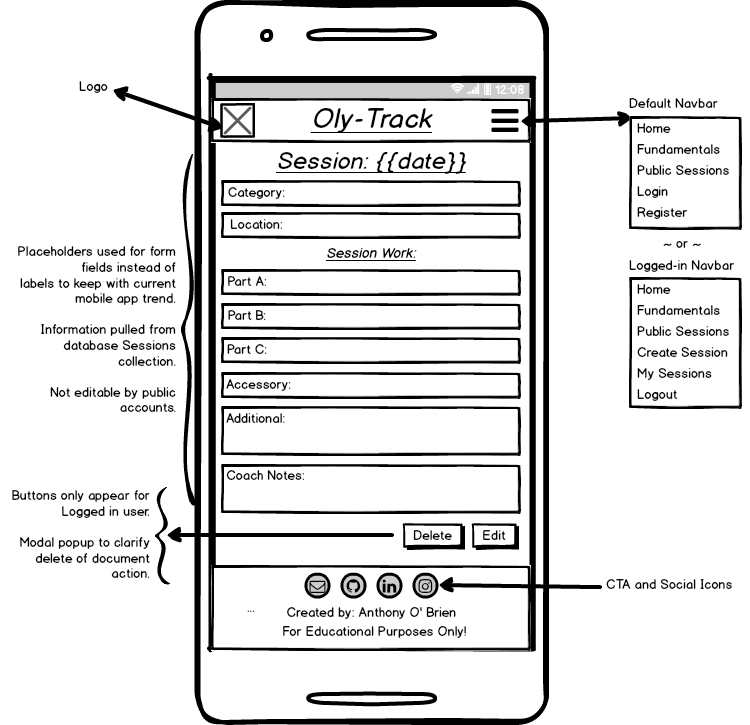 12:08
Logo
Oly-Track
Default Navbar
Home
Fundamentals
Public Sessions
Login
Register
~ or ~
Logged-in Navbar
Home
Fundamentals
Public Sessions
Create Session
My Sessions
Logout
Session: {{date}}
Category:
Location:
Session Work:
Part A:
Part B:
Part C:
Accessory:
Additional:
Coach Notes:
Placeholders used for form
fields instead of
labels to keep with current
mobile app trend.
Information pulled from
database Sessions
collection.
Not editable by public
accounts.
Buttons only appear for
Logged in user.
Modal popup to clarify
delete of document
action.
Delete
Edit
in
CTA and Social Icons
...
Created by: Anthony O' Brien
For Educational Purposes Only!